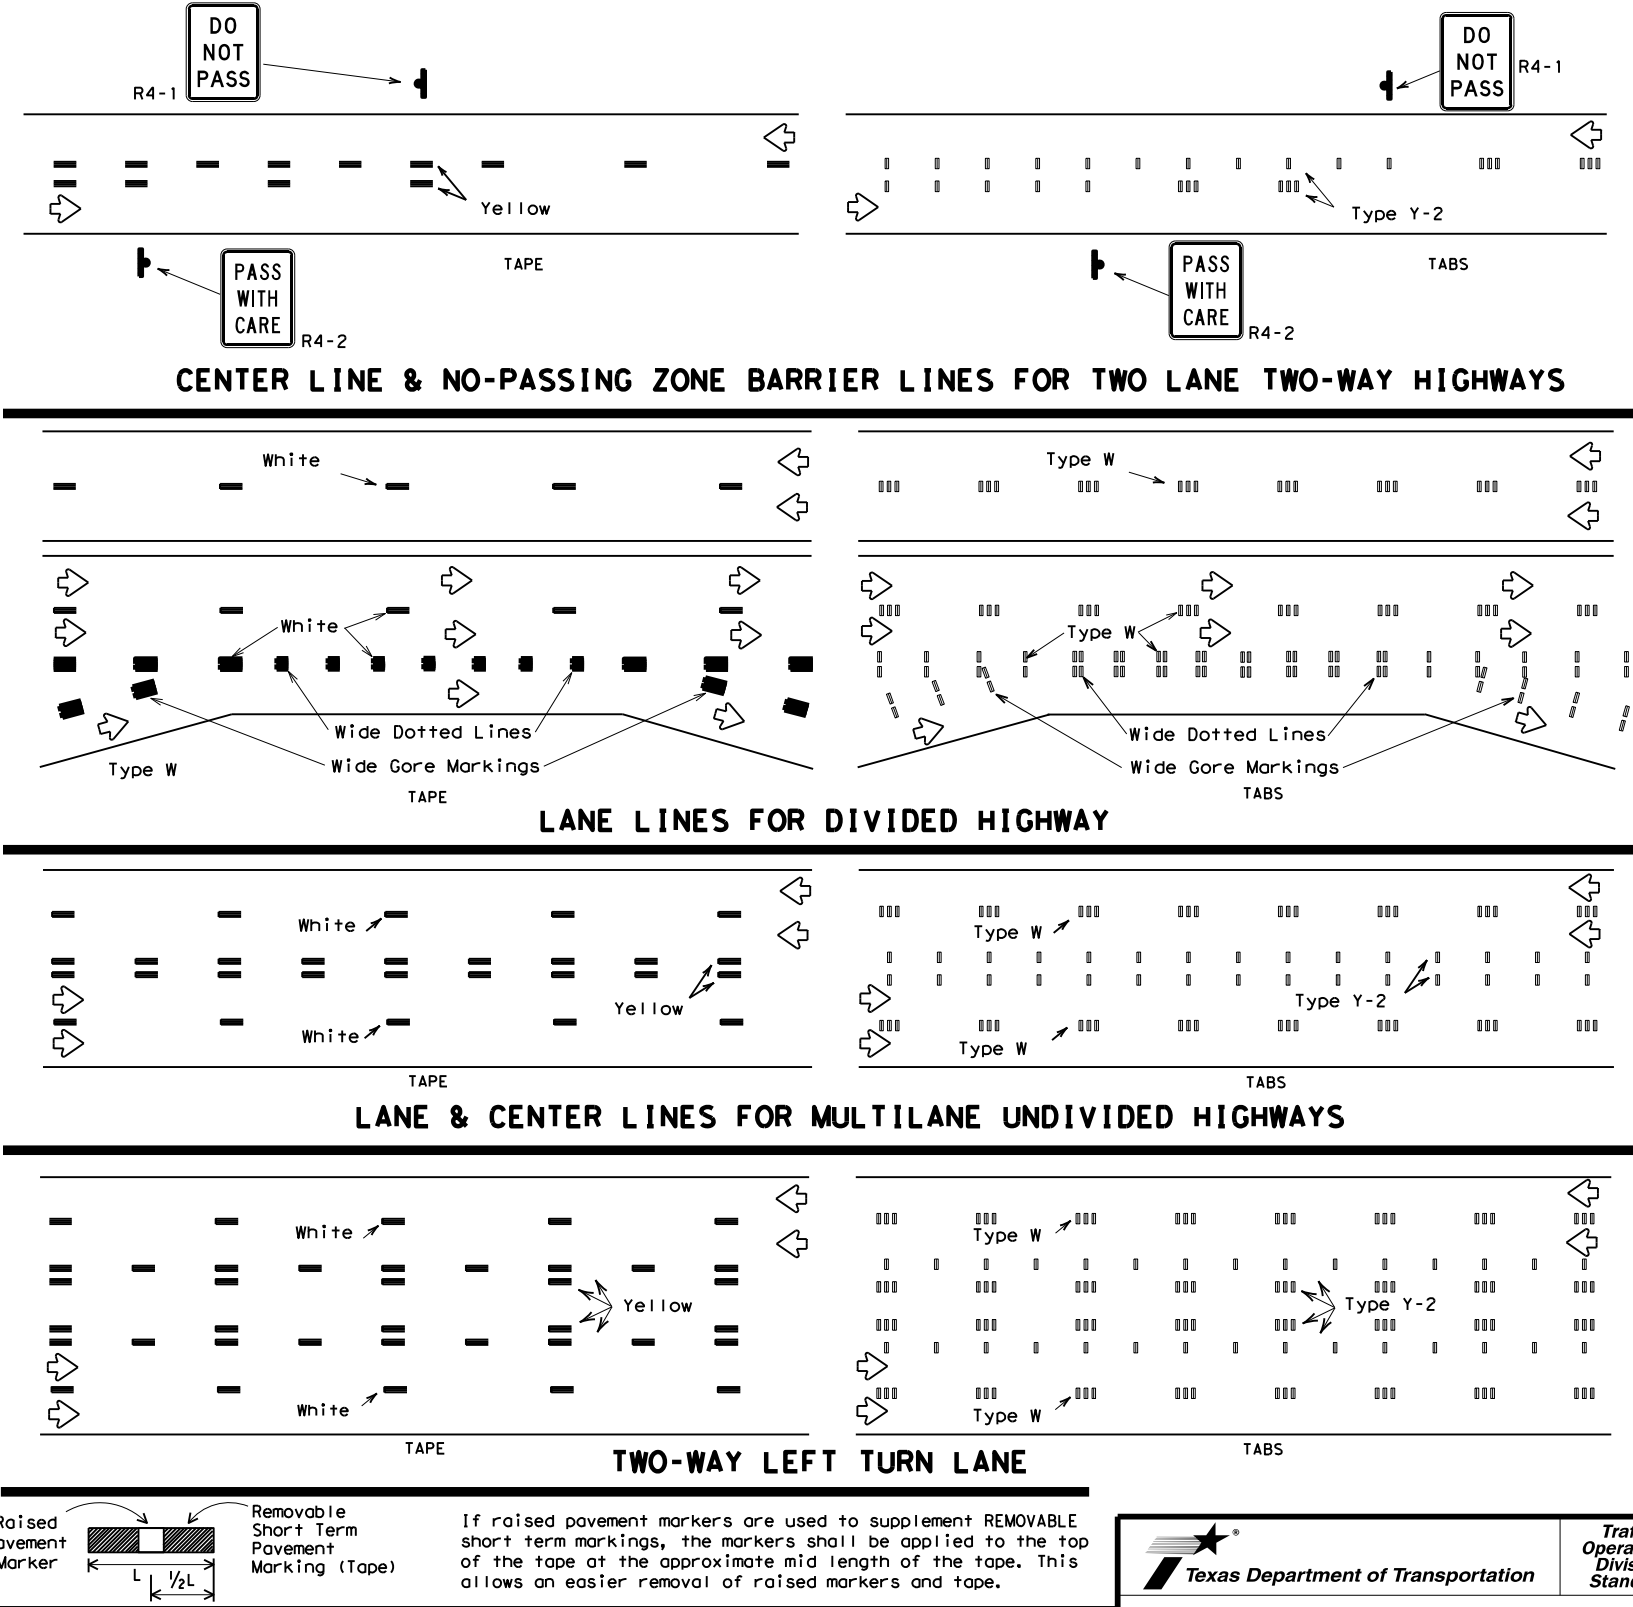 DO
NOT
PASS
R4-1
DO
NOT
PASS
R4-1
Yellow
Type Y-2
PASS
WITH
CARE
R4-2
TAPE
PASS
WITH
CARE
R4-2
TABS
CENTER LINE & NO-PASSING ZONE BARRIER LINES FOR TWO LANE TWO-WAY HIGHWAYS
White
Type W
White
Type W
Wide Dotted Lines
Wide Dotted Lines
Type W
Wide Gore Markings
Wide Gore Markings
TAPE
TABS
LANE LINES FOR DIVIDED HIGHWAY
White
Type W
Yellow
Type Y-2
White
Type W
TAPE
TABS
LANE & CENTER LINES FOR MULTILANE UNDIVIDED HIGHWAYS
White
Type W
Yellow
Type Y-2
White
Type W
TAPE
TABS
TWO-WAY LEFT TURN LANE
Raised
Pavement
Marker
L
1/2L
Removable
Short Term
Pavement
Marking (Tape)
If raised pavement markers are used to supplement REMOVABLE
short term markings, the markers shall be applied to the top
of the tape at the approximate mid length of the tape. This
allows an easier removal of raised markers and tape.
®
Texas Department of Transportation
Traf
Opera
Divis
Stan